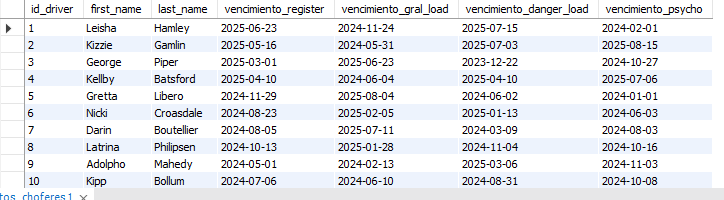 id_driver first_name last_name vencimiento_register vencimiento_gral_load vencimiento_danger_load vencimiento_psycho
1 Leisha Hamley 2025-06-23 2024-11-24 2025-07-15 2024-02-01
2 Kizzie Gamlin 2025-05-16 2024-05-31 2025-07-03 2025-08-15
3 George Piper 2025-03-01 2025-06-23 2023-12-22 2024-10-27
4 Kellby Batsford 2025-04-10 2024-06-04 2025-04-10 2025-07-06
5 Gretta Libero 2024-11-29 2025-08-04 2024-06-02 2024-01-01
6 Nicki Croasdale 2024-08-23 2025-02-05 2025-01-13 2024-06-03
7 Darin Boutellier 2024-08-05 2025-07-11 2024-03-09 2024-08-03
8 Latrina Philipsen 2024-10-13 2025-01-28 2024-11-04 2024-10-16
9 Adolpho Mahedy 2024-05-01 2024-02-13 2025-03-06 2024-11-03
10 Kipp Bollum 2024-07-06 2024-06-10 2024-08-31 2024-10-08
tos_choferes1